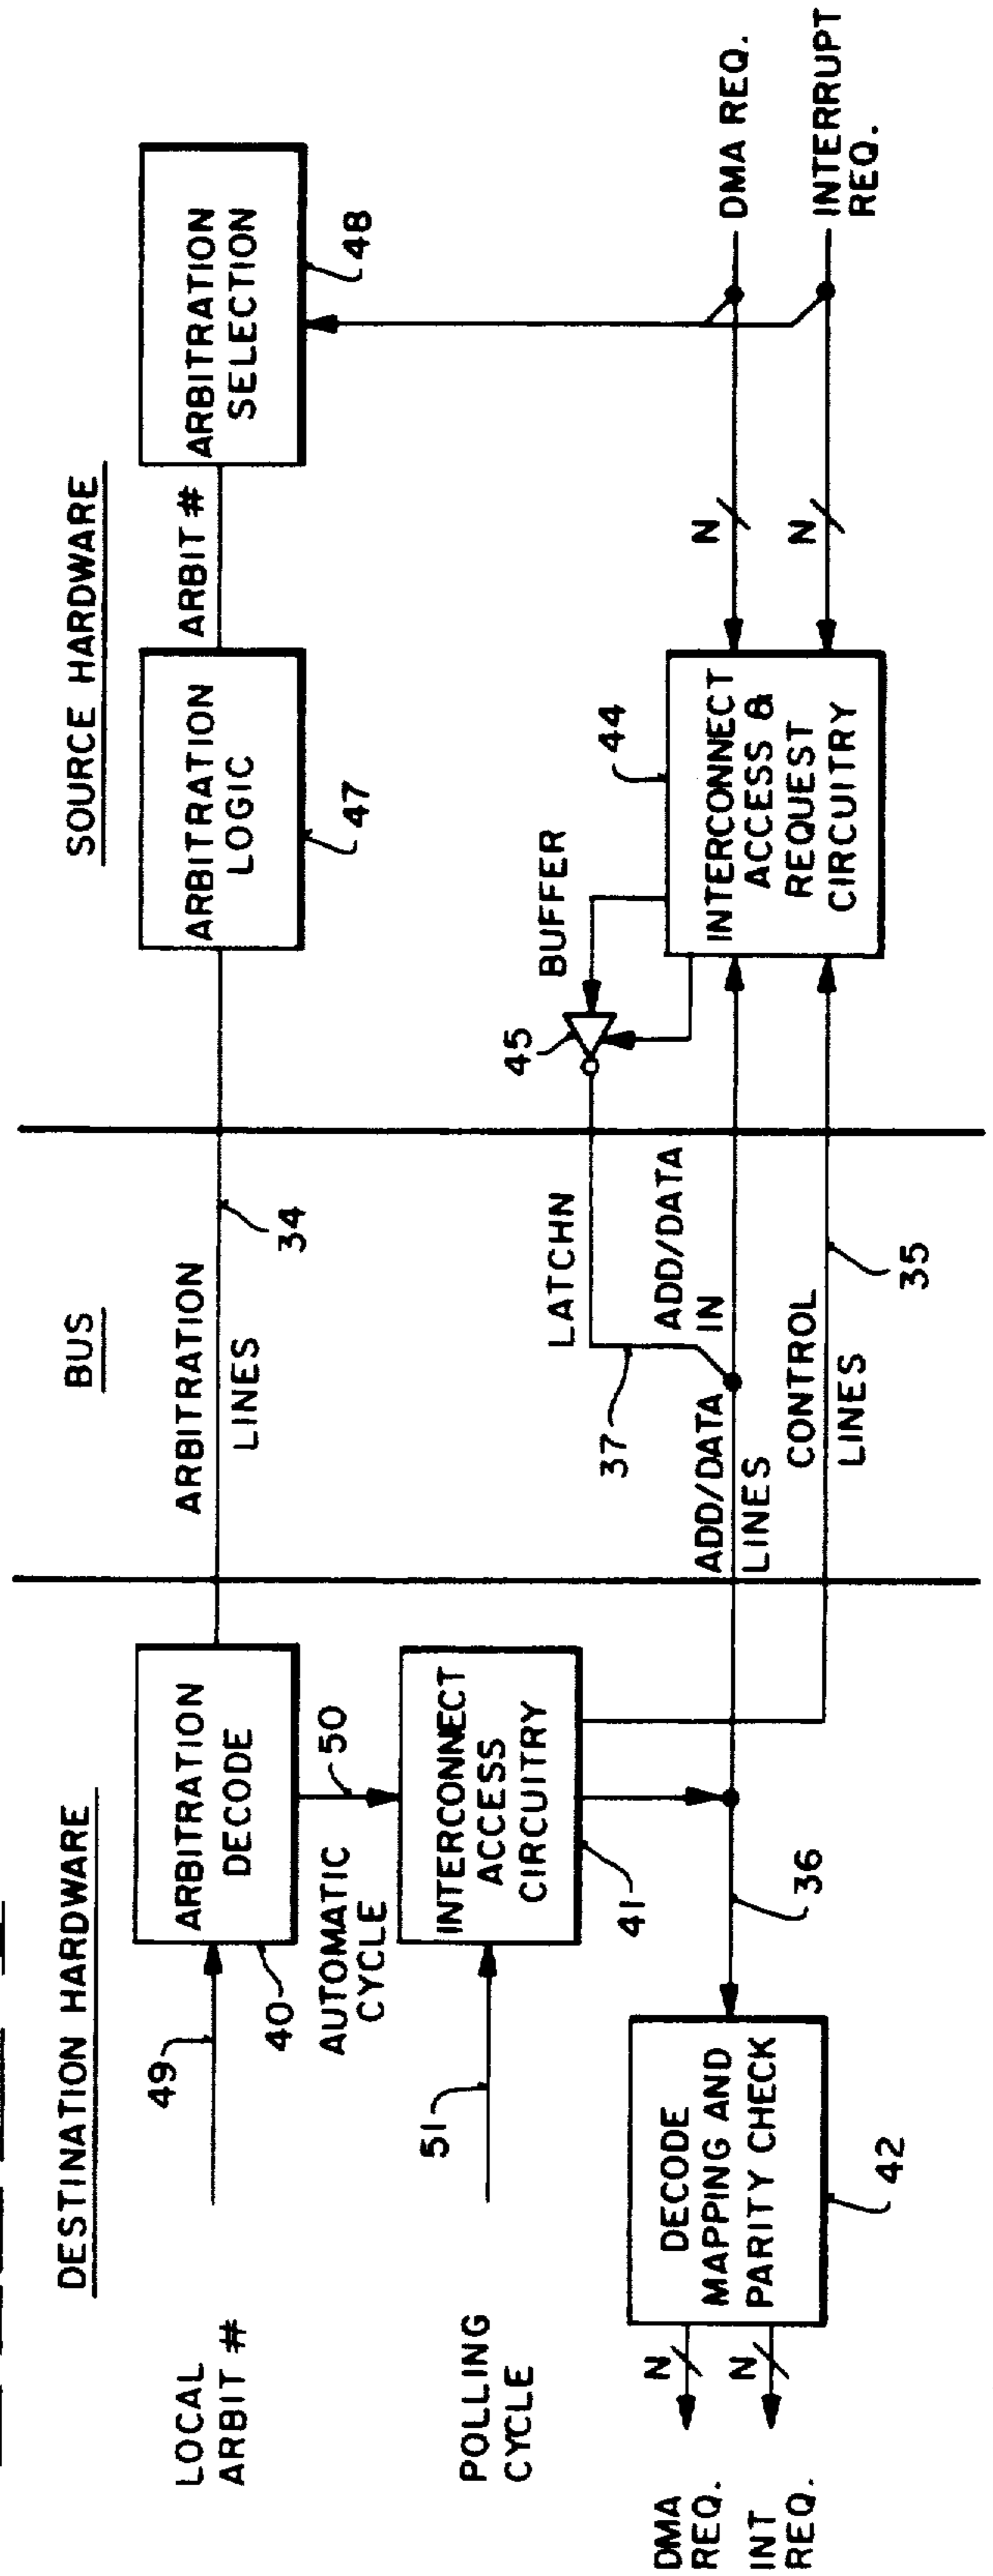 DESTINATION HARDWARE
BUS
SOURCE HARDWARE
LOCAL
ARBIT #
49
ARBITRATION
DECODE
40
ARBITRATION
LINES
34
ARBITRATION
LOGIC
47
ARBIT #
ARBITRATION
SELECTION
48
AUTOMATIC
CYCLE
50
POLLING
CYCLE
51
INTERCONNECT
ACCESS
CIRCUITRY
41
LATCHN
37
45
BUFFER
44
ADD/DATA
IN
ADD/DATA
LINES
CONTROL
LINES
35
INTERCONNECT
ACCESS &
REQUEST
CIRCUITRY
N
N
DMA REQ.
INTERRUPT
REQ.
36
DECODE
MAPPING AND
PARITY CHECK
42
N
N
DMA
REQ.
INT
REQ.